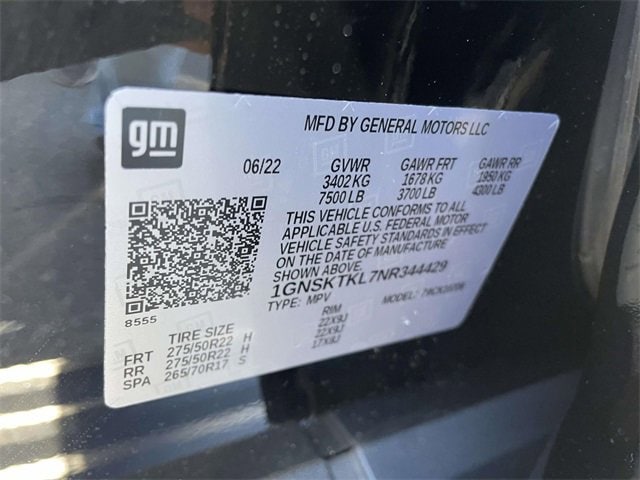 gm
MFD BY GENERAL MOTORS LLC
06/22 GVWR GAWR FRT GAWR RR
3402 KG 1678 KG 1950 KG
7500 LB 3700 LB 4300 LB
THIS VEHICLE CONFORMS TO ALL
APPLICABLE U.S. FEDERAL MOTOR
VEHICLE SAFETY STANDARDS IN EFFECT
ON THE DATE OF MANUFACTURE
SHOWN ABOVE.
1GNSKTKL7NR344429
TYPE: MPV MODEL:
8555
TIRE SIZE RIM
FRT 275/50R22 H 22X9J
RR 275/50R22 H 22X9J
SPA 265/70R17 S 17X8J